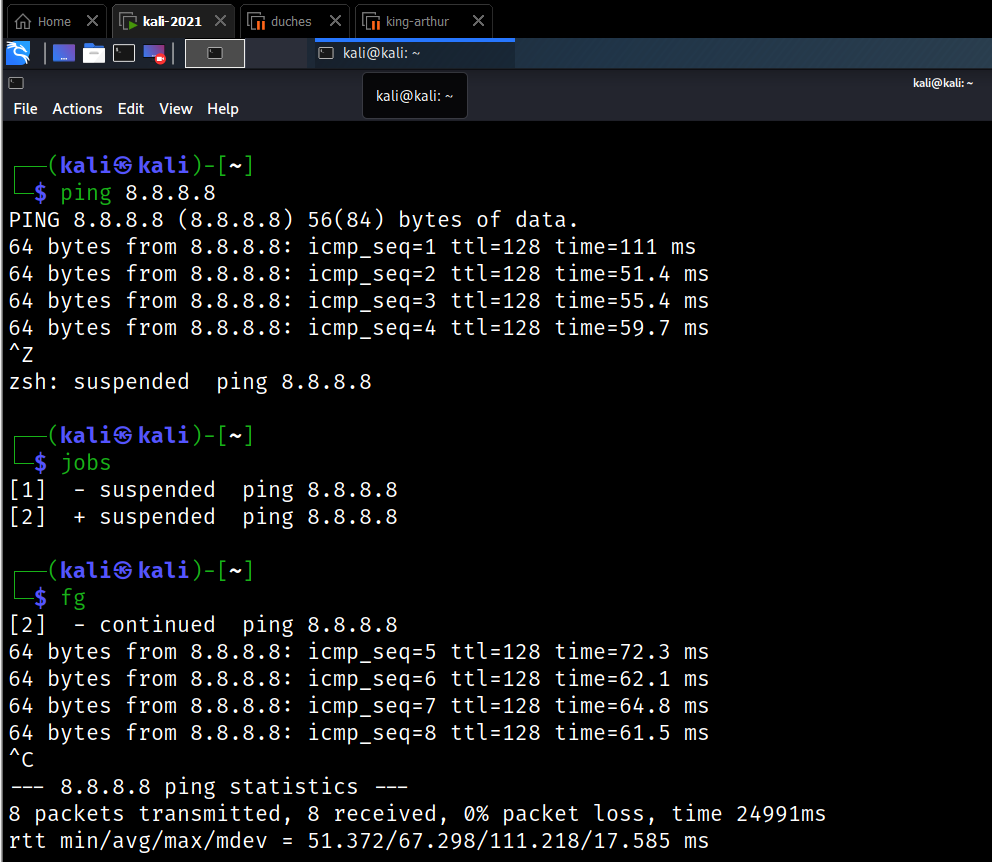 Home
kali-2021
duches
king-arthur
kali@kali: ~
kali@kali: ~
kali@kali: ~
File Actions Edit View Help
┌──(kali㉿kali)-[~]
└─$ ping 8.8.8.8
PING 8.8.8.8 (8.8.8.8) 56(84) bytes of data.
64 bytes from 8.8.8.8: icmp_seq=1 ttl=128 time=111 ms
64 bytes from 8.8.8.8: icmp_seq=2 ttl=128 time=51.4 ms
64 bytes from 8.8.8.8: icmp_seq=3 ttl=128 time=55.4 ms
64 bytes from 8.8.8.8: icmp_seq=4 ttl=128 time=59.7 ms
^Z
zsh: suspended  ping 8.8.8.8
┌──(kali㉿kali)-[~]
└─$ jobs
[1]  - suspended  ping 8.8.8.8
[2]  + suspended  ping 8.8.8.8
┌──(kali㉿kali)-[~]
└─$ fg
[2]  - continued  ping 8.8.8.8
64 bytes from 8.8.8.8: icmp_seq=5 ttl=128 time=72.3 ms
64 bytes from 8.8.8.8: icmp_seq=6 ttl=128 time=62.1 ms
64 bytes from 8.8.8.8: icmp_seq=7 ttl=128 time=64.8 ms
64 bytes from 8.8.8.8: icmp_seq=8 ttl=128 time=61.5 ms
^C
--- 8.8.8.8 ping statistics ---
8 packets transmitted, 8 received, 0% packet loss, time 24991ms
rtt min/avg/max/mdev = 51.372/67.298/111.218/17.585 ms